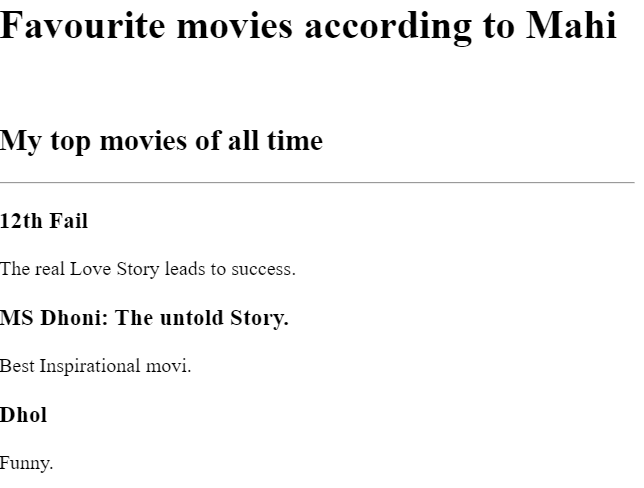 Favourite movies according to Mahi
My top movies of all time
12th Fail
The real Love Story leads to success.
MS Dhoni: The untold Story.
Best Inspirational movi.
Dhol
Funny.